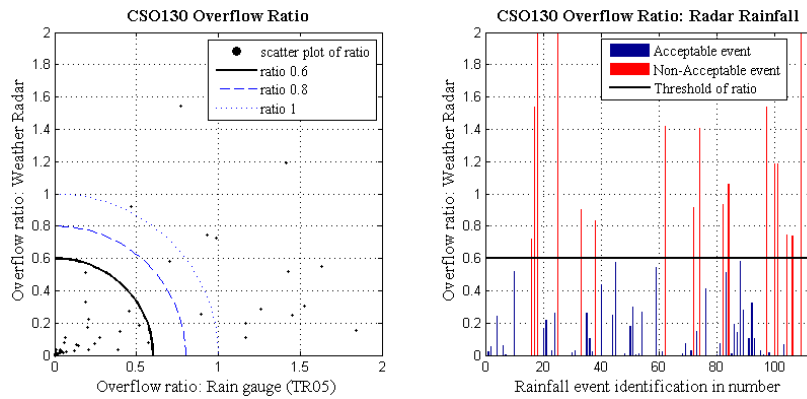 CSO130 Overflow Ratio
Overflow ratio: Weather Radar
2
1.8
1.6
1.4
1.2
1
0.8
0.6
0.4
0.2
0
scatter plot of ratio
ratio 0.6
ratio 0.8
ratio 1
0 0.5 1 1.5 2
Overflow ratio: Rain gauge (TR05)
CSO130 Overflow Ratio: Radar Rainfall
Overflow ratio: Weather Radar
2
1.8
1.6
1.4
1.2
1
0.8
0.6
0.4
0.2
0
Acceptable event
Non-Acceptable event
Threshold of ratio
0 20 40 60 80 100
Rainfall event identification in number